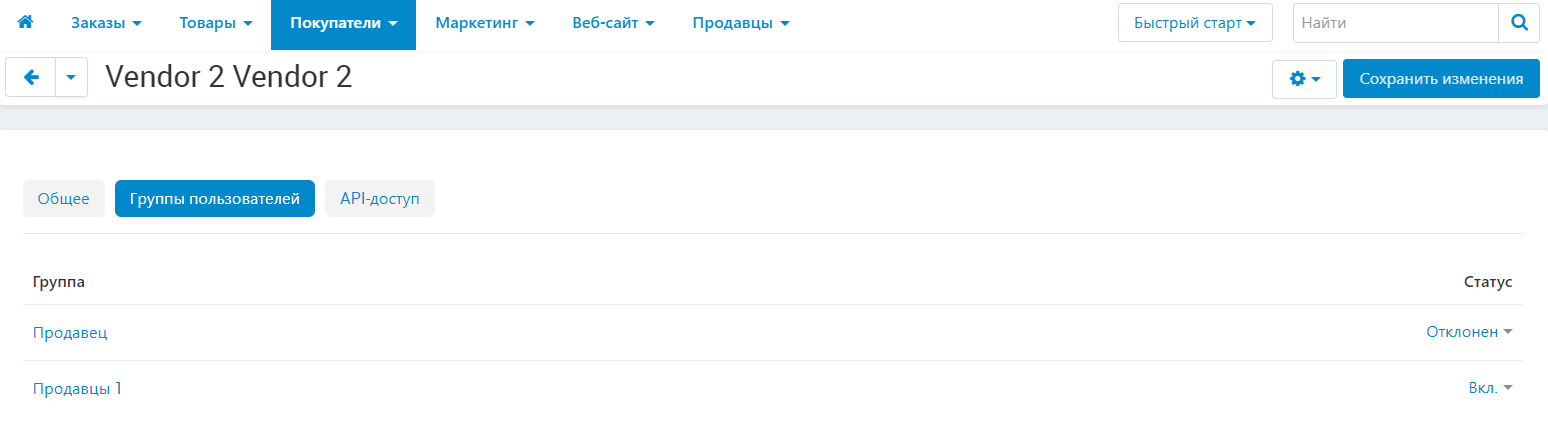 Заказы Товары Покупатели Маркетинг Веб-сайт Продавцы Быстрый старт Найти
Vendor 2 Vendor 2 Сохранить изменения
Общее Группы пользователей API-доступ
Группа Статус
Продавец Отклонен
Продавцы 1 Вкл.